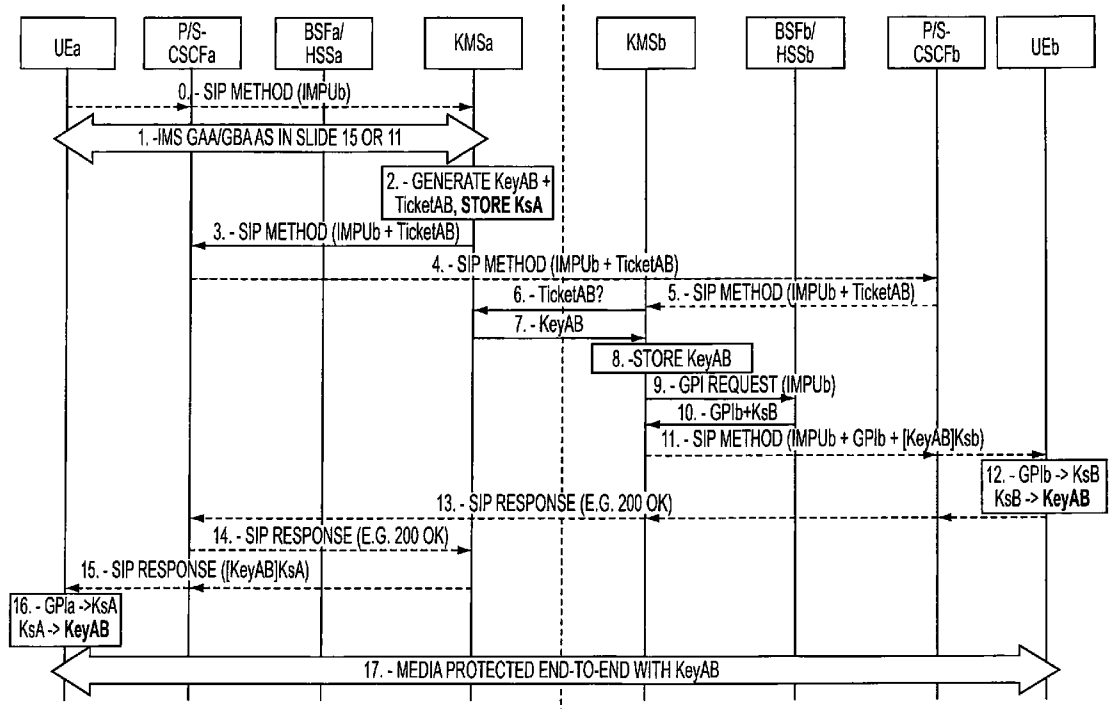 UEa
P/S-
CSCFa
BSFa/
HSSa
KMSa
KMSb
BSFb/
HSSb
P/S-
CSCFb
UEb
0. - SIP METHOD (IMPUb)
1. -IMS GAA/GBA AS IN SLIDE 15 OR 11
2. - GENERATE KeyAB +
TicketAB, STORE KsA
3. - SIP METHOD (IMPUb + TicketAB)
4. - SIP METHOD (IMPUb + TicketAB)
5. - SIP METHOD (IMPUb + TicketAB)
6. - TicketAB?
7. - KeyAB
8. -STORE KeyAB
9. - GPI REQUEST (IMPUb)
10. - GPIb+KsB
11. - SIP METHOD (IMPUb + GPIb + [KeyAB]Ksb)
12. - GPIb -> KsB
KsB -> KeyAB
13. - SIP RESPONSE (E.G. 200 OK)
14. - SIP RESPONSE (E.G. 200 OK)
15. - SIP RESPONSE ([KeyAB]KsA)
16. - GPIa ->KsA
KsA -> KeyAB
17. - MEDIA PROTECTED END-TO-END WITH KeyAB